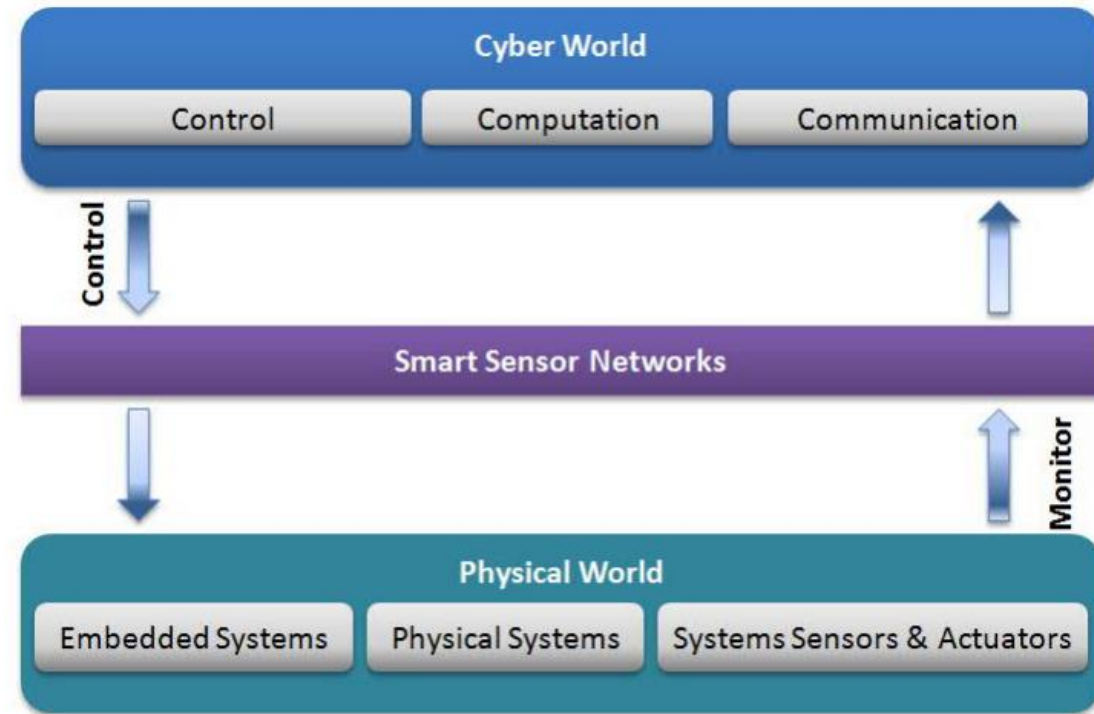 Cyber World
Control
Computation
Communication
Control
Smart Sensor Networks
Monitor
Physical World
Embedded Systems
Physical Systems
Systems Sensors & Actuators